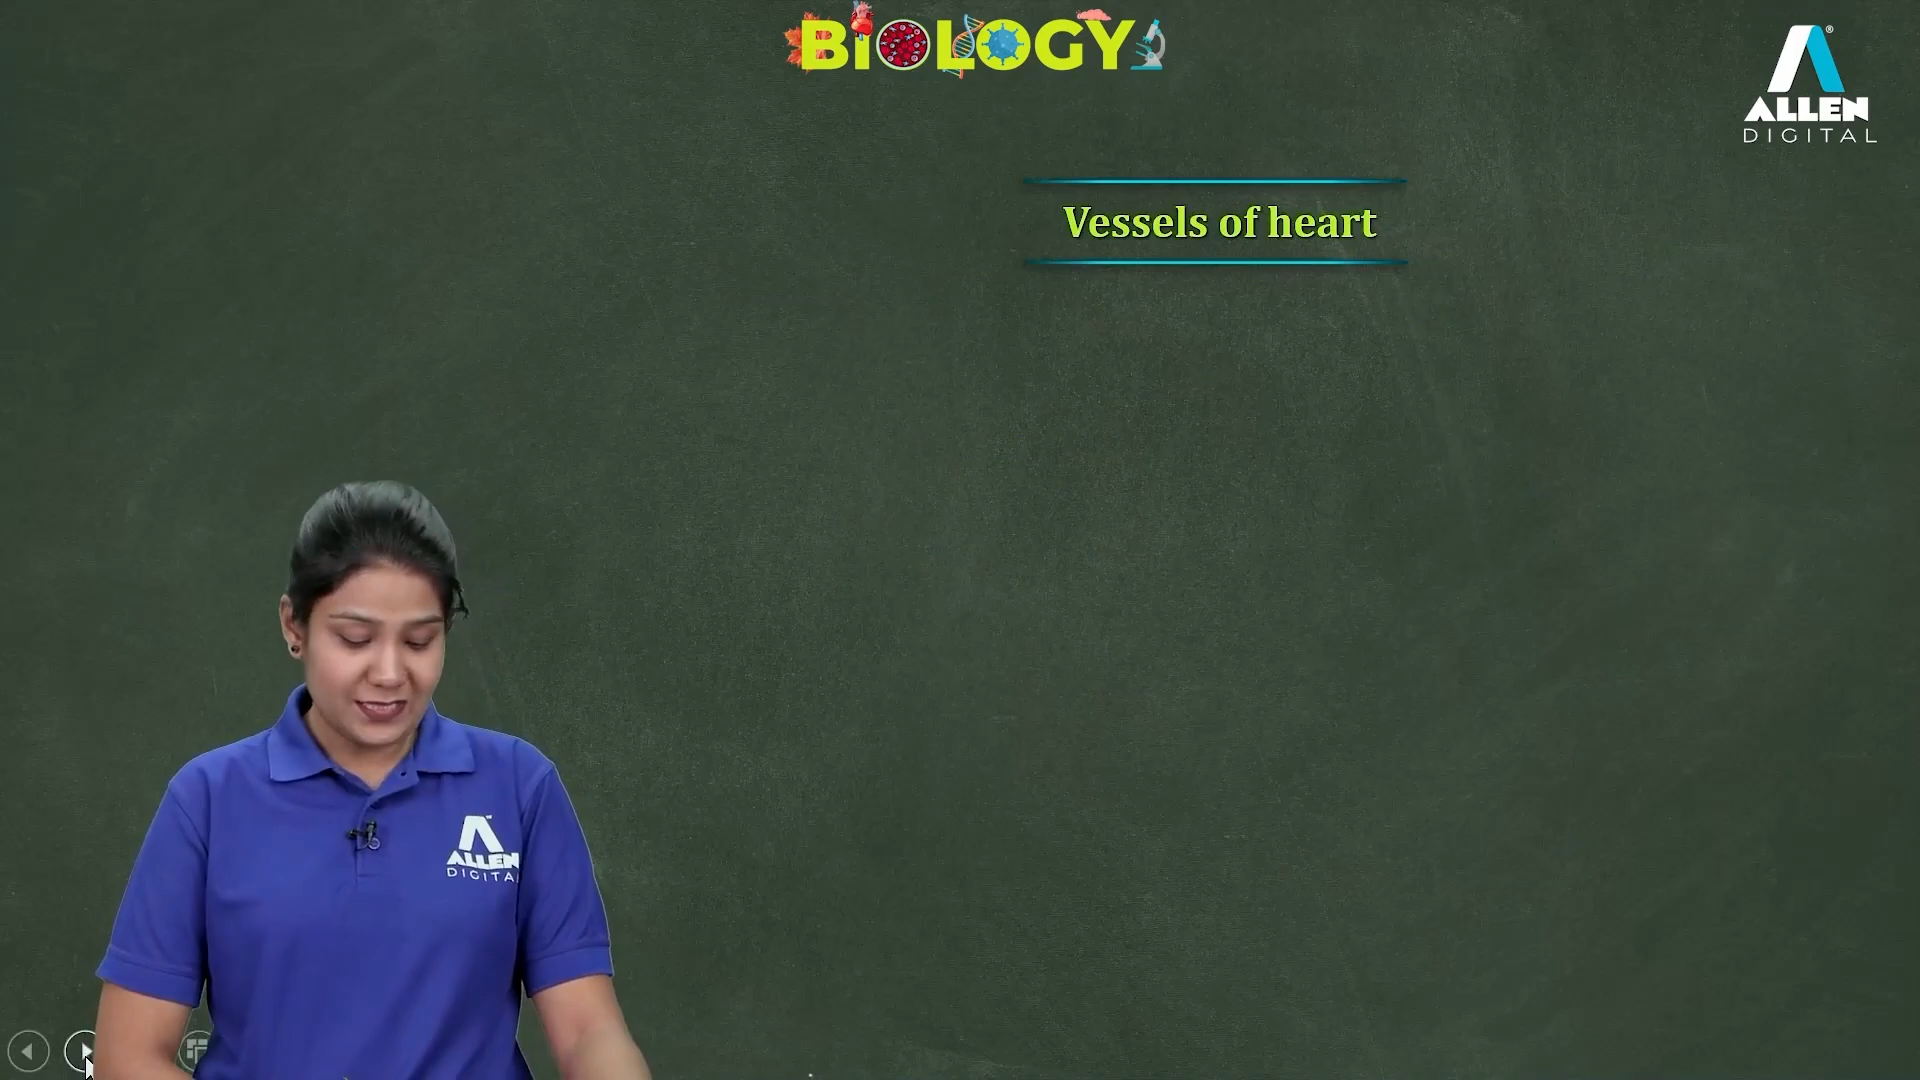 BIOLOGY
ALLEN
DIGITAL
Vessels of heart
ALLEN
DIGITAL